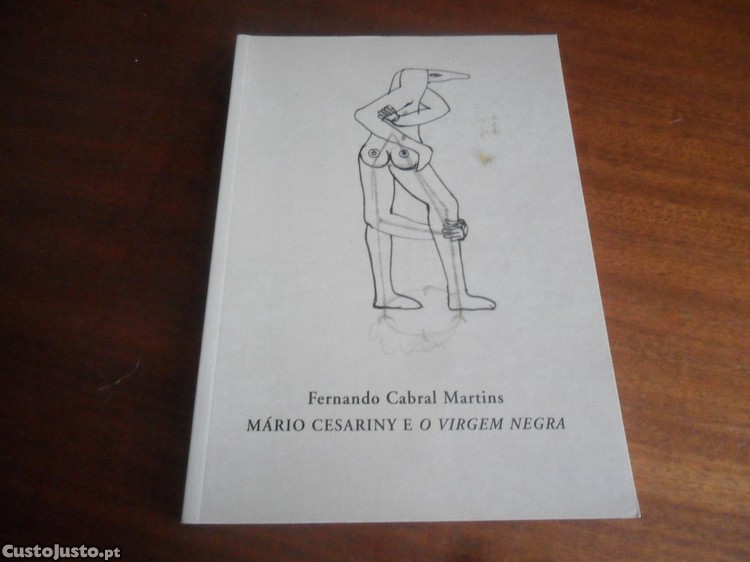 Fernando Cabral Martins
MÁRIO CESARINY E O VIRGEM NEGRA
CustoJusto.pt